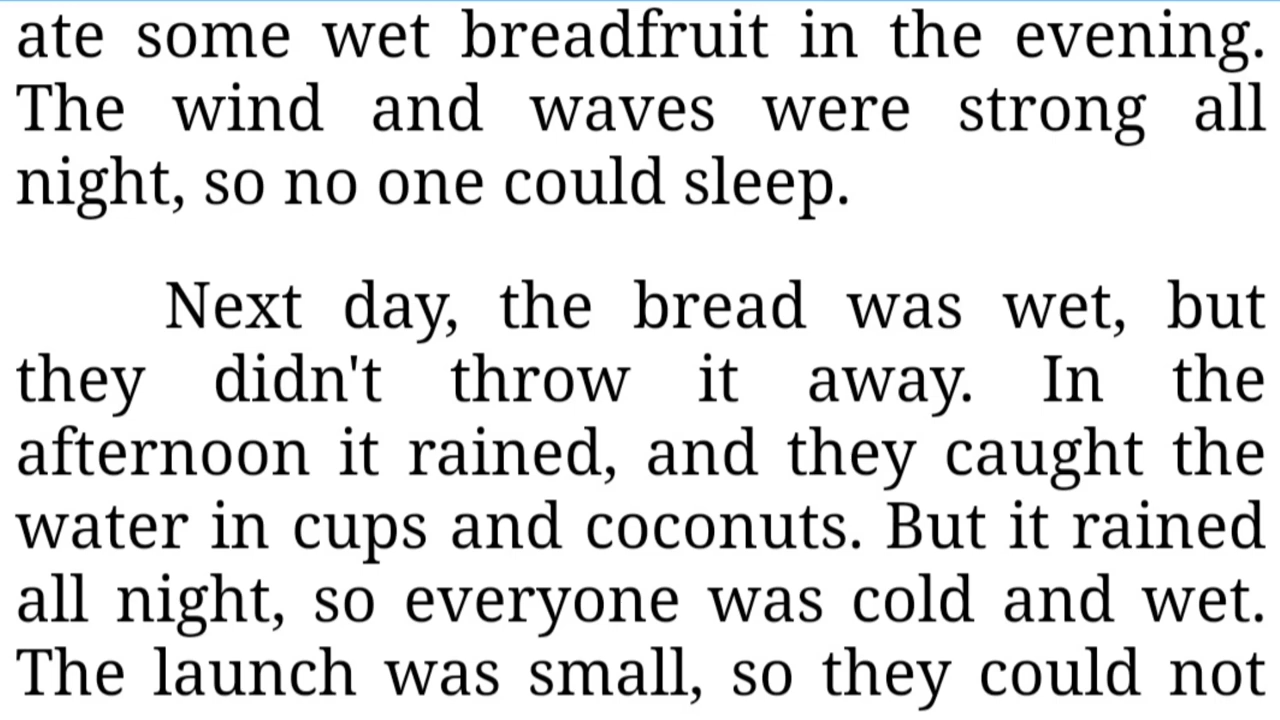 ate some wet breadfruit in the evening.
The wind and waves were strong all
night, so no one could sleep.
Next day, the bread was wet, but
they didn't throw it away. In the
afternoon it rained, and they caught the
water in cups and coconuts. But it rained
all night, so everyone was cold and wet.
The launch was small, so they could not